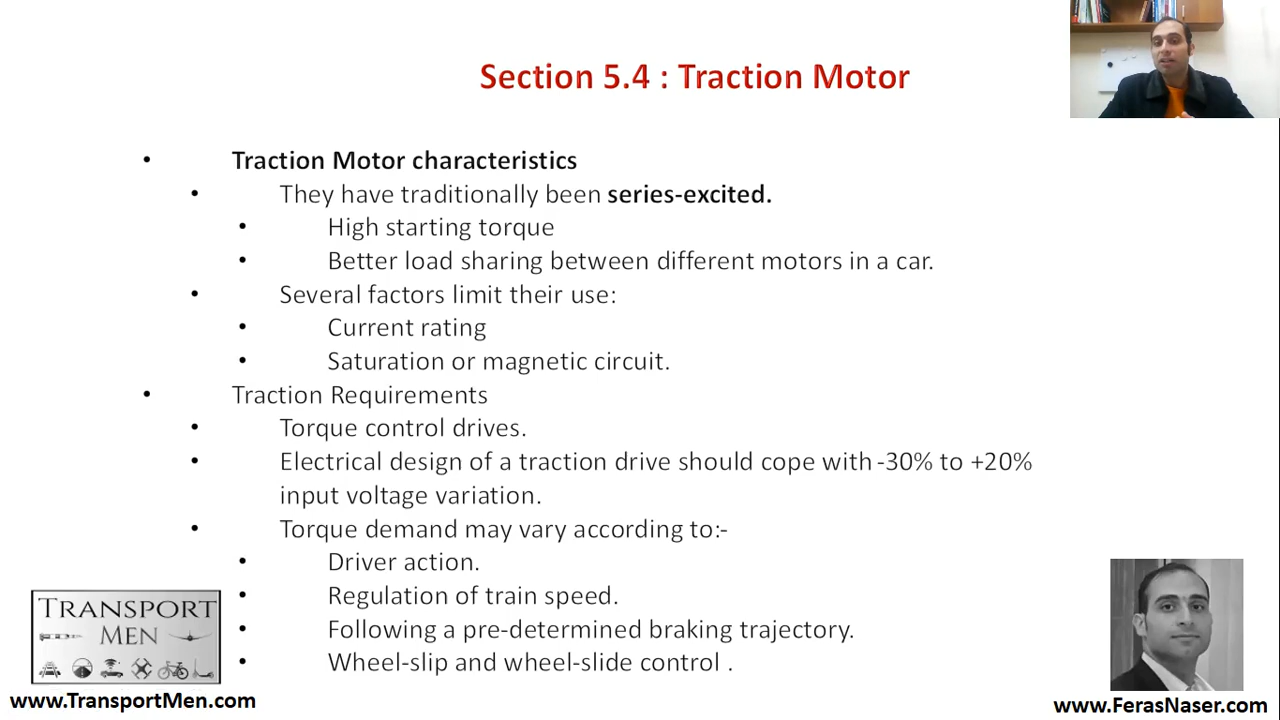 Section 5.4 : Traction Motor
• Traction Motor characteristics
• They have traditionally been series-excited.
• High starting torque
• Better load sharing between different motors in a car.
• Several factors limit their use:
• Current rating
• Saturation or magnetic circuit.
• Traction Requirements
• Torque control drives.
• Electrical design of a traction drive should cope with -30% to +20%
input voltage variation.
• Torque demand may vary according to:-
• Driver action.
• Regulation of train speed.
• Following a pre-determined braking trajectory.
• Wheel-slip and wheel-slide control .
TRANSPORT
MEN
www.TransportMen.com
www.FerasNaser.com